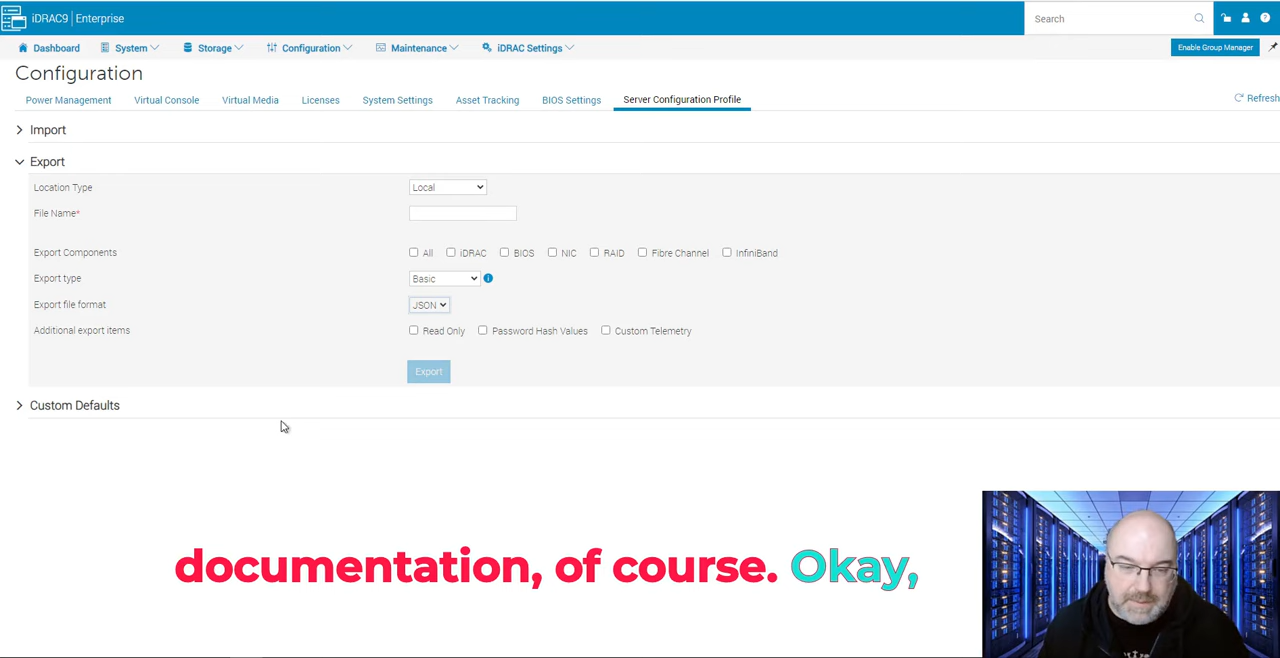 iDRAC9 | Enterprise
Search
Dashboard System Storage Configuration Maintenance iDRAC Settings Enable Group Manager
Configuration
Power Management Virtual Console Virtual Media Licenses System Settings Asset Tracking BIOS Settings Server Configuration Profile Refresh
Import
Export
Location Type Local
File Name*
Export Components All iDRAC BIOS NIC RAID Fibre Channel InfiniBand
Export type Basic
Export file format JSON
Additional export items Read Only Password Hash Values Custom Telemetry
Export
Custom Defaults
documentation, of course. Okay,